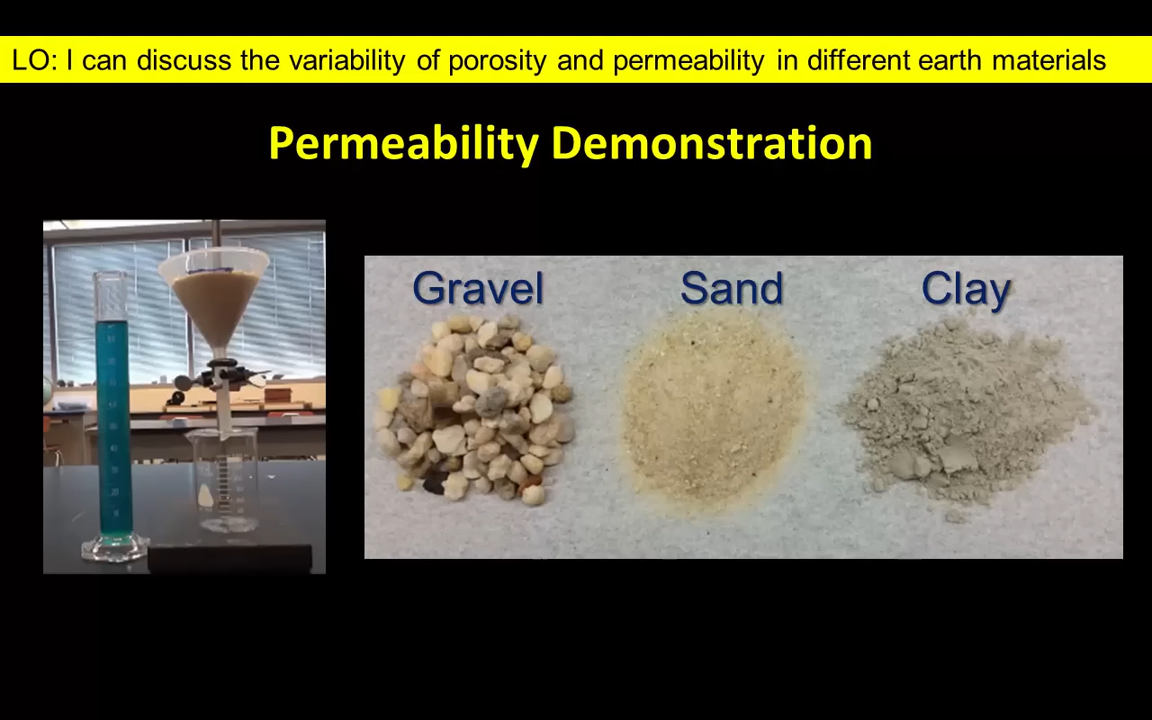 LO: I can discuss the variability of porosity and permeability in different earth materials
Permeability Demonstration
Gravel Sand Clay